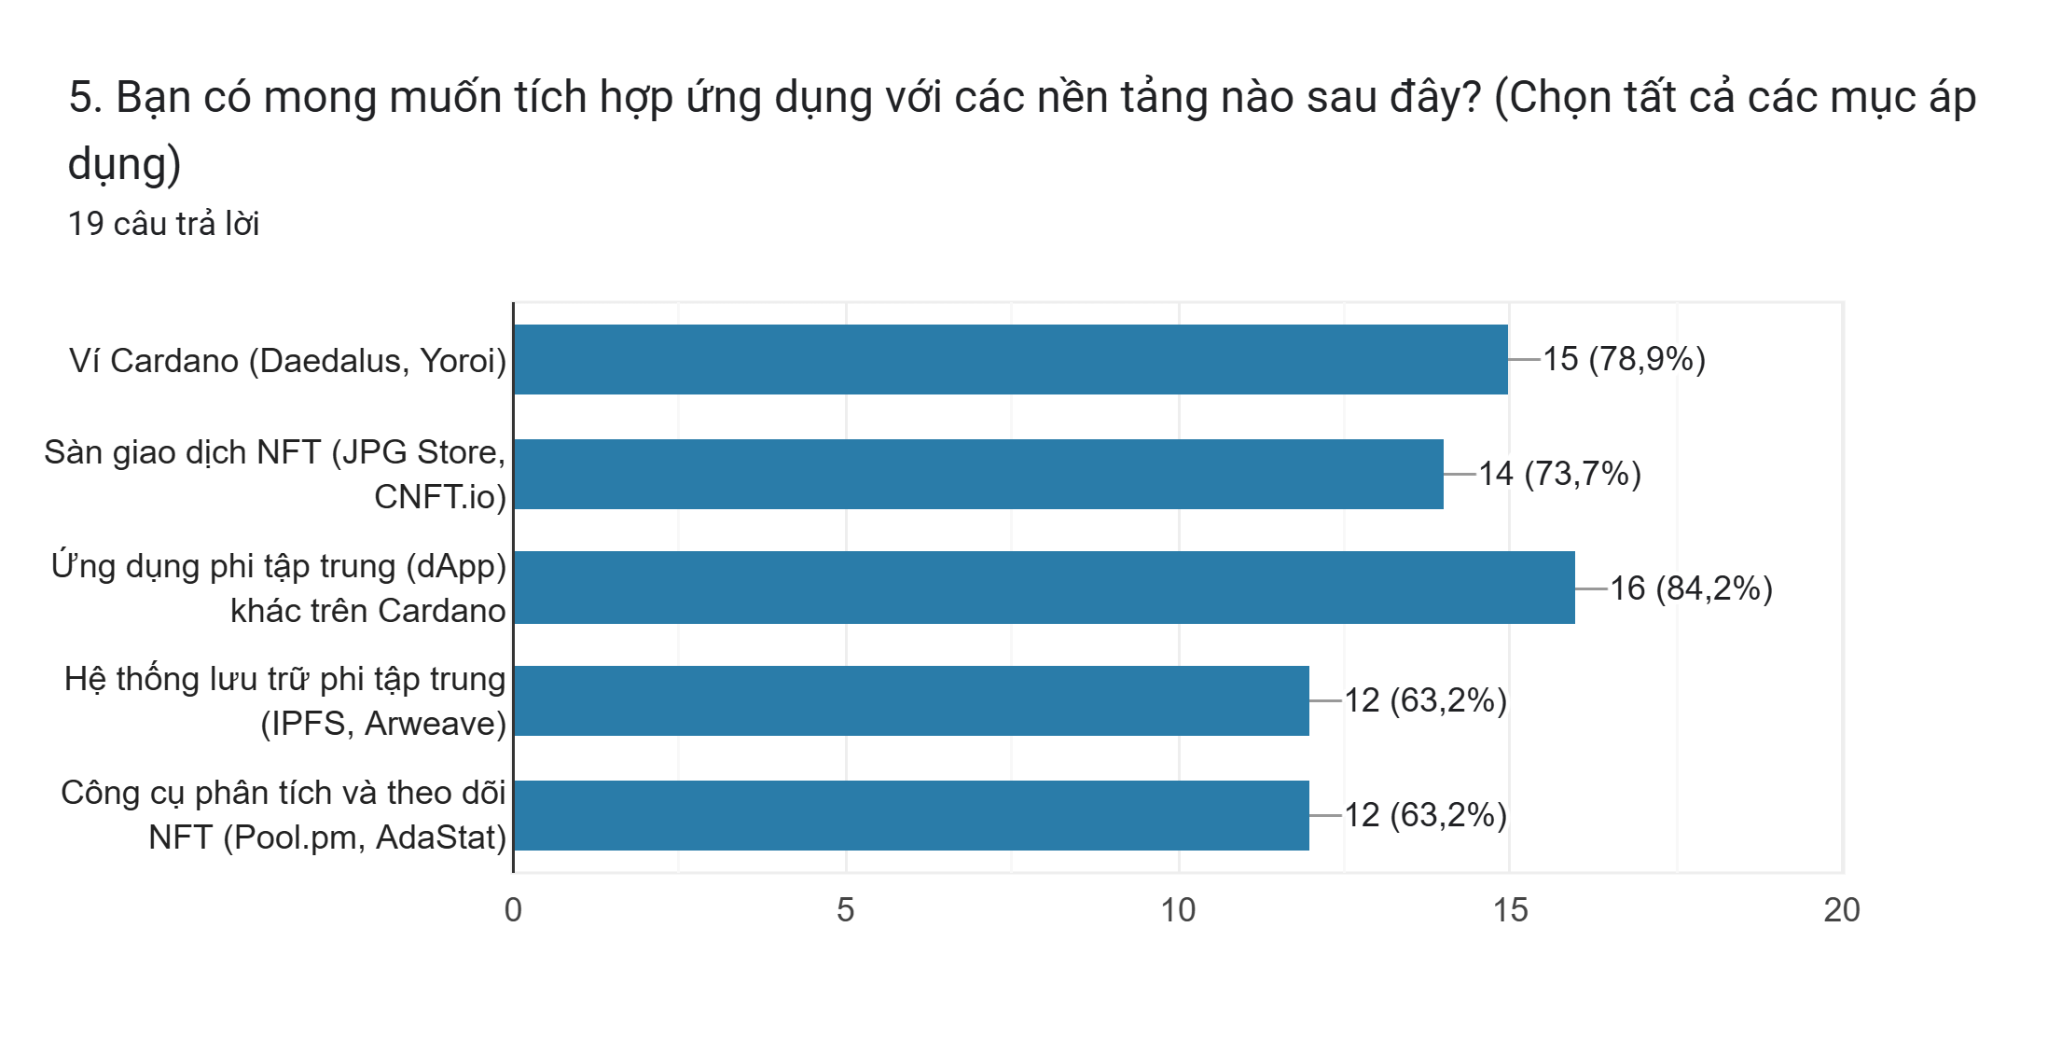 5. Bạn có mong muốn tích hợp ứng dụng với các nền tảng nào sau đây? (Chọn tất cả các mục áp
dụng)
19 câu trả lời
Ví Cardano (Daedalus, Yoroi)
15 (78,9%)
Sàn giao dịch NFT (JPG Store,
CNFT.io)
14 (73,7%)
Ứng dụng phi tập trung (dApp)
khác trên Cardano
16 (84,2%)
Hệ thống lưu trữ phi tập trung
(IPFS, Arweave)
12 (63,2%)
Công cụ phân tích và theo dõi
NFT (Pool.pm, AdaStat)
12 (63,2%)
0 5 10 15 20